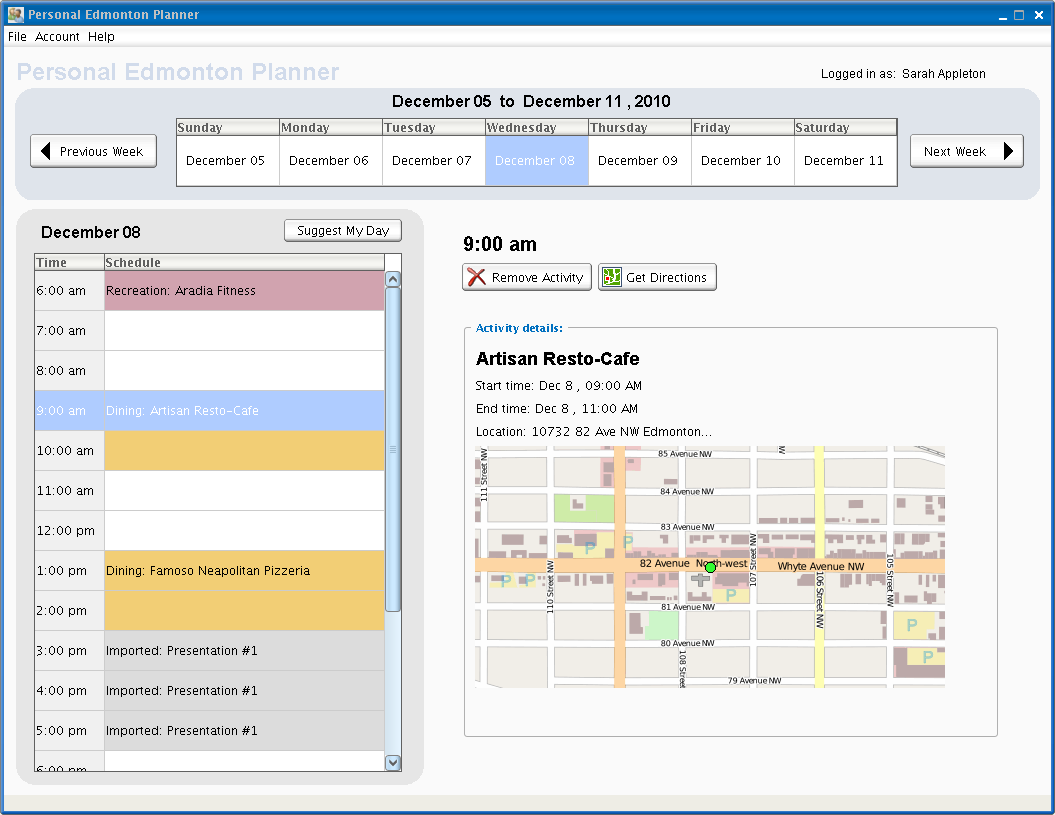 Personal Edmonton Planner
File Account Help
Personal Edmonton Planner
Logged in as: Sarah Appleton
December 05 to December 11 , 2010
Previous Week
Sunday Monday Tuesday Wednesday Thursday Friday Saturday
December 05 December 06 December 07 December 08 December 09 December 10 December 11
Next Week
December 08
Suggest My Day
Time Schedule
6:00 am Recreation: Aradia Fitness
7:00 am
8:00 am
9:00 am Dining: Artisan Resto-Cafe
10:00 am
11:00 am
12:00 pm
1:00 pm Dining: Famoso Neapolitan Pizzeria
2:00 pm
3:00 pm Imported: Presentation #1
4:00 pm Imported: Presentation #1
5:00 pm Imported: Presentation #1
6:00 pm
9:00 am
Remove Activity
Get Directions
Activity details:
Artisan Resto-Cafe
Start time: Dec 8 , 09:00 AM
End time: Dec 8 , 11:00 AM
Location: 10732 82 Ave NW Edmonton...
85 Avenue NW
NW
111 Street NW
84 Avenue NW
83 Avenue NW
P
P
82 Avenue North-west
107 Street NW
Whyte Avenue NW
105 Street NW
110 Street NW
106 Street NW
P
P
P
81 Avenue NW
P
80 Avenue NW
108 Street
P
79 Avenue NW